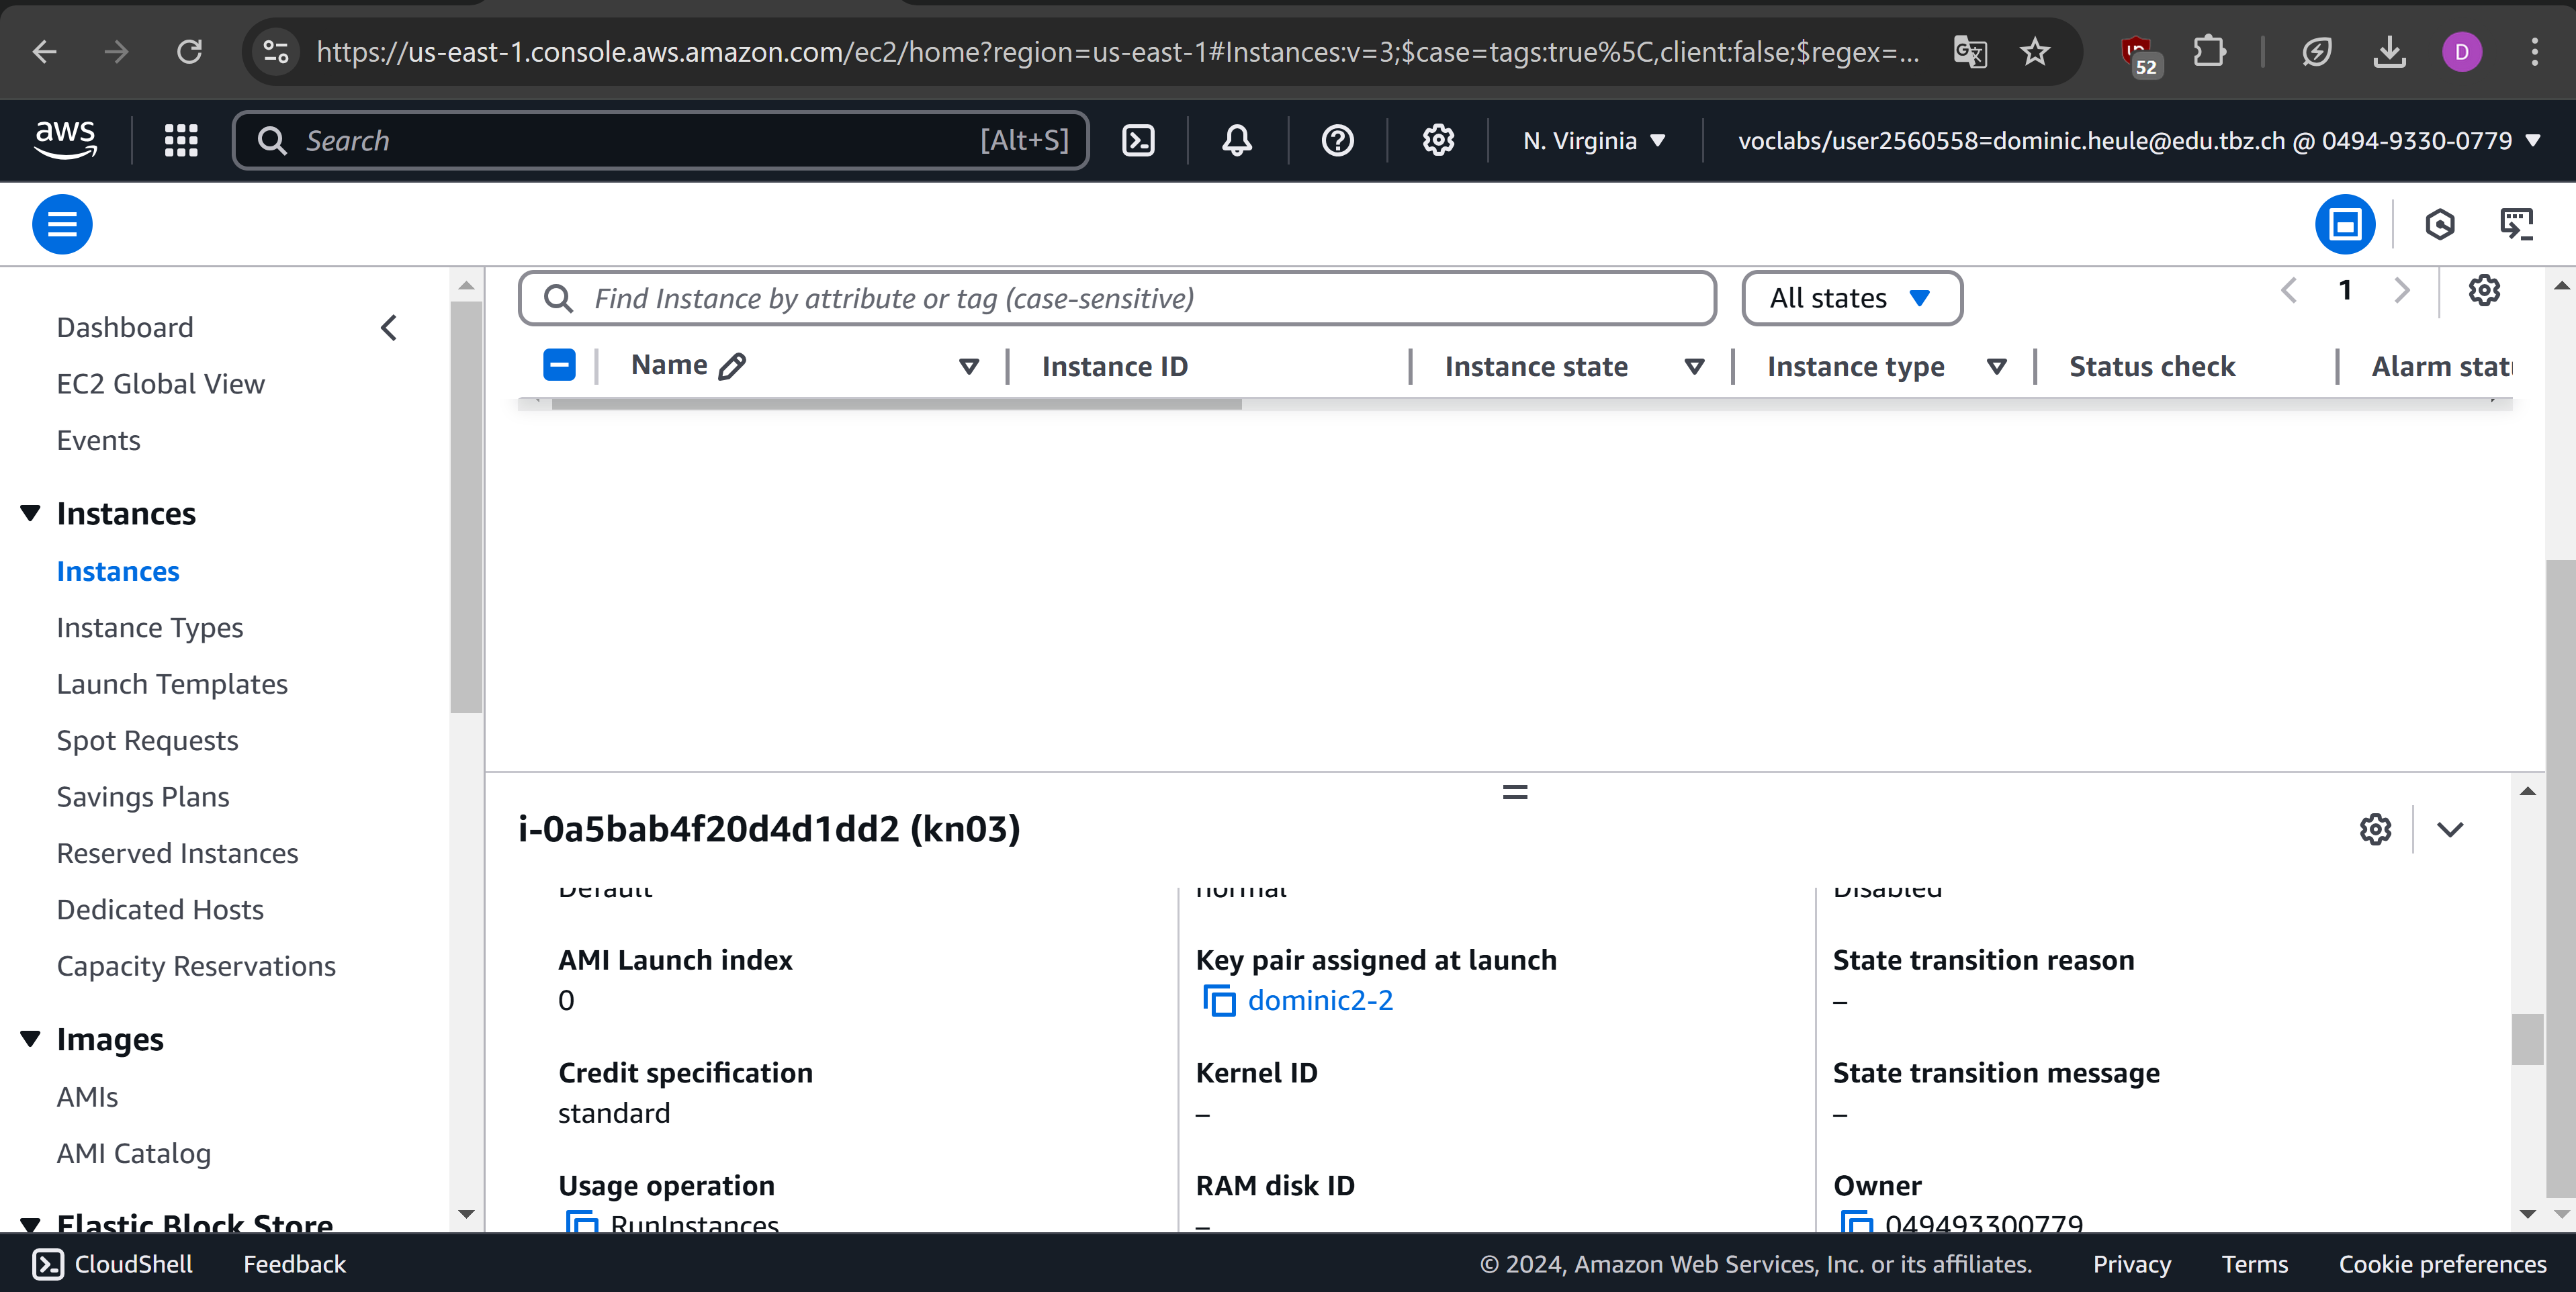 https://us-east-1.console.aws.amazon.com/ec2/home?region=us-east-1#Instances:v=3;$case=tags:true%5C,client:false;$regex=...
52
D
aws
Search
[Alt+S]
N. Virginia
voclabs/user2560558=dominic.heule@edu.tbz.ch @ 0494-9330-0779
Dashboard
EC2 Global View
Events
Instances
Instances
Instance Types
Launch Templates
Spot Requests
Savings Plans
Reserved Instances
Dedicated Hosts
Capacity Reservations
Images
AMIs
AMI Catalog
Elastic Block Store
Find Instance by attribute or tag (case-sensitive)
All states
1
Name
Instance ID
Instance state
Instance type
Status check
Alarm stat
i-0a5bab4f20d4d1dd2 (kn03)
Default
normal
Disabled
AMI Launch index
0
Key pair assigned at launch
dominic2-2
State transition reason
–
Credit specification
standard
Kernel ID
–
State transition message
–
Usage operation
RunInstances
RAM disk ID
–
Owner
049493300779
CloudShell
Feedback
© 2024, Amazon Web Services, Inc. or its affiliates.
Privacy
Terms
Cookie preferences